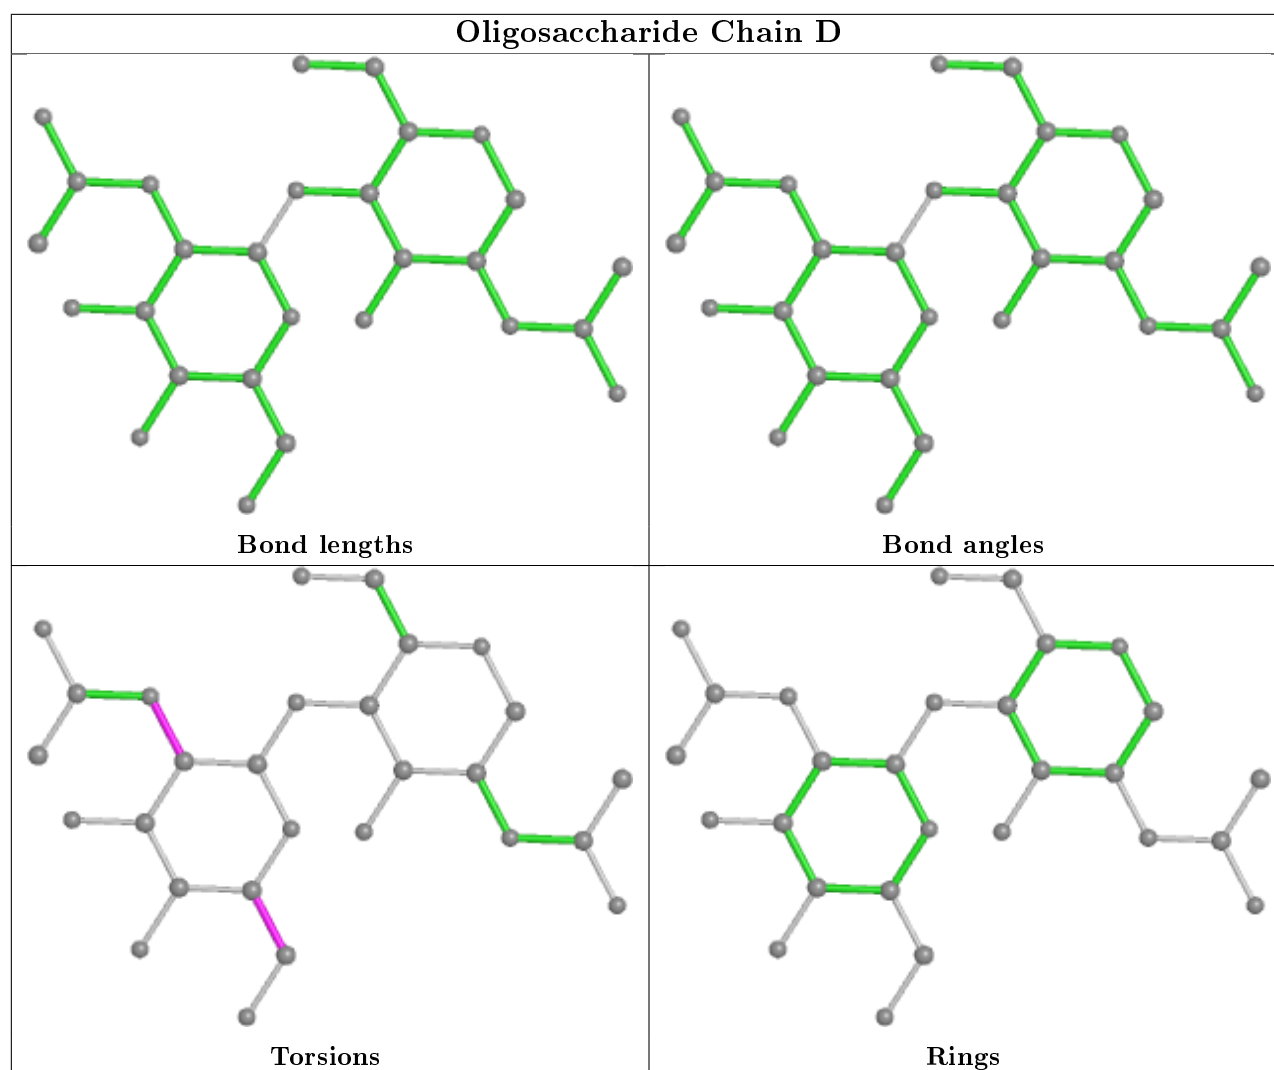 Oligosaccharide Chain D
Bond lengths
Bond angles
Torsions
Rings